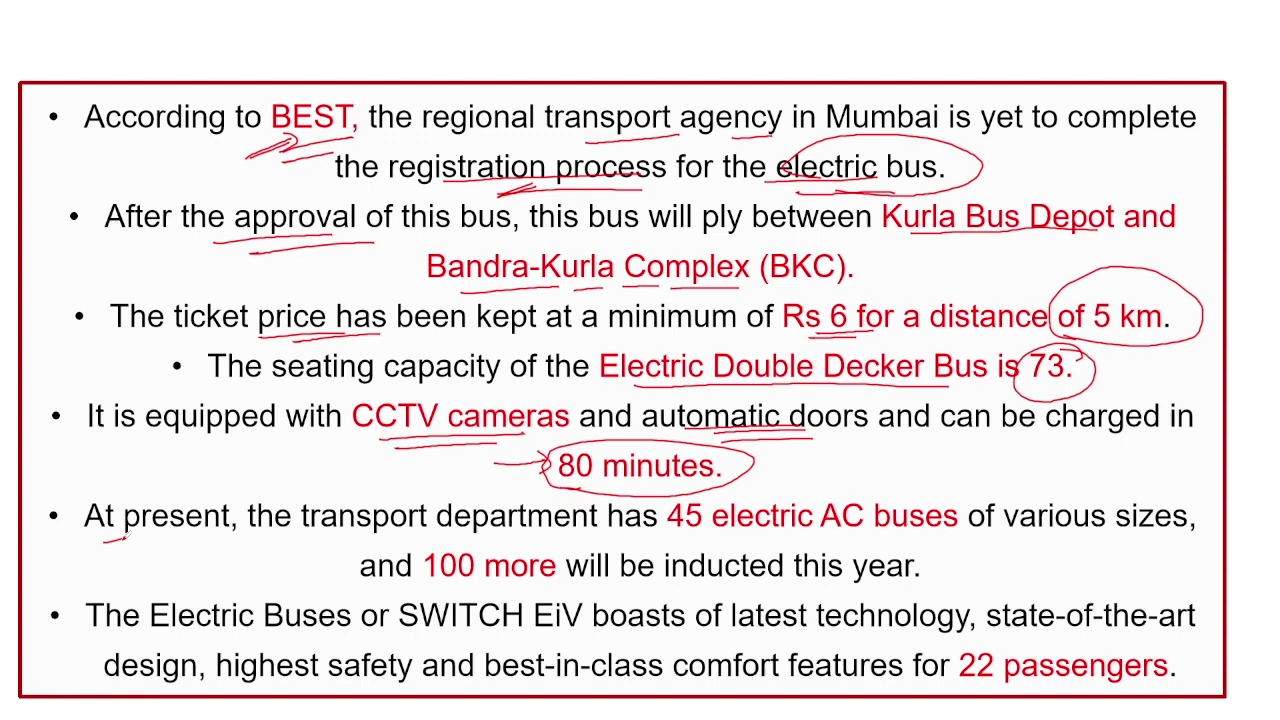 • According to BEST, the regional transport agency in Mumbai is yet to complete
the registration process for the electric bus.
• After the approval of this bus, this bus will ply between Kurla Bus Depot and
Bandra-Kurla Complex (BKC).
• The ticket price has been kept at a minimum of Rs 6 for a distance of 5 km.
• The seating capacity of the Electric Double Decker Bus is 73.
• It is equipped with CCTV cameras and automatic doors and can be charged in
80 minutes.
• At present, the transport department has 45 electric AC buses of various sizes,
and 100 more will be inducted this year.
• The Electric Buses or SWITCH EiV boasts of latest technology, state-of-the-art
design, highest safety and best-in-class comfort features for 22 passengers.